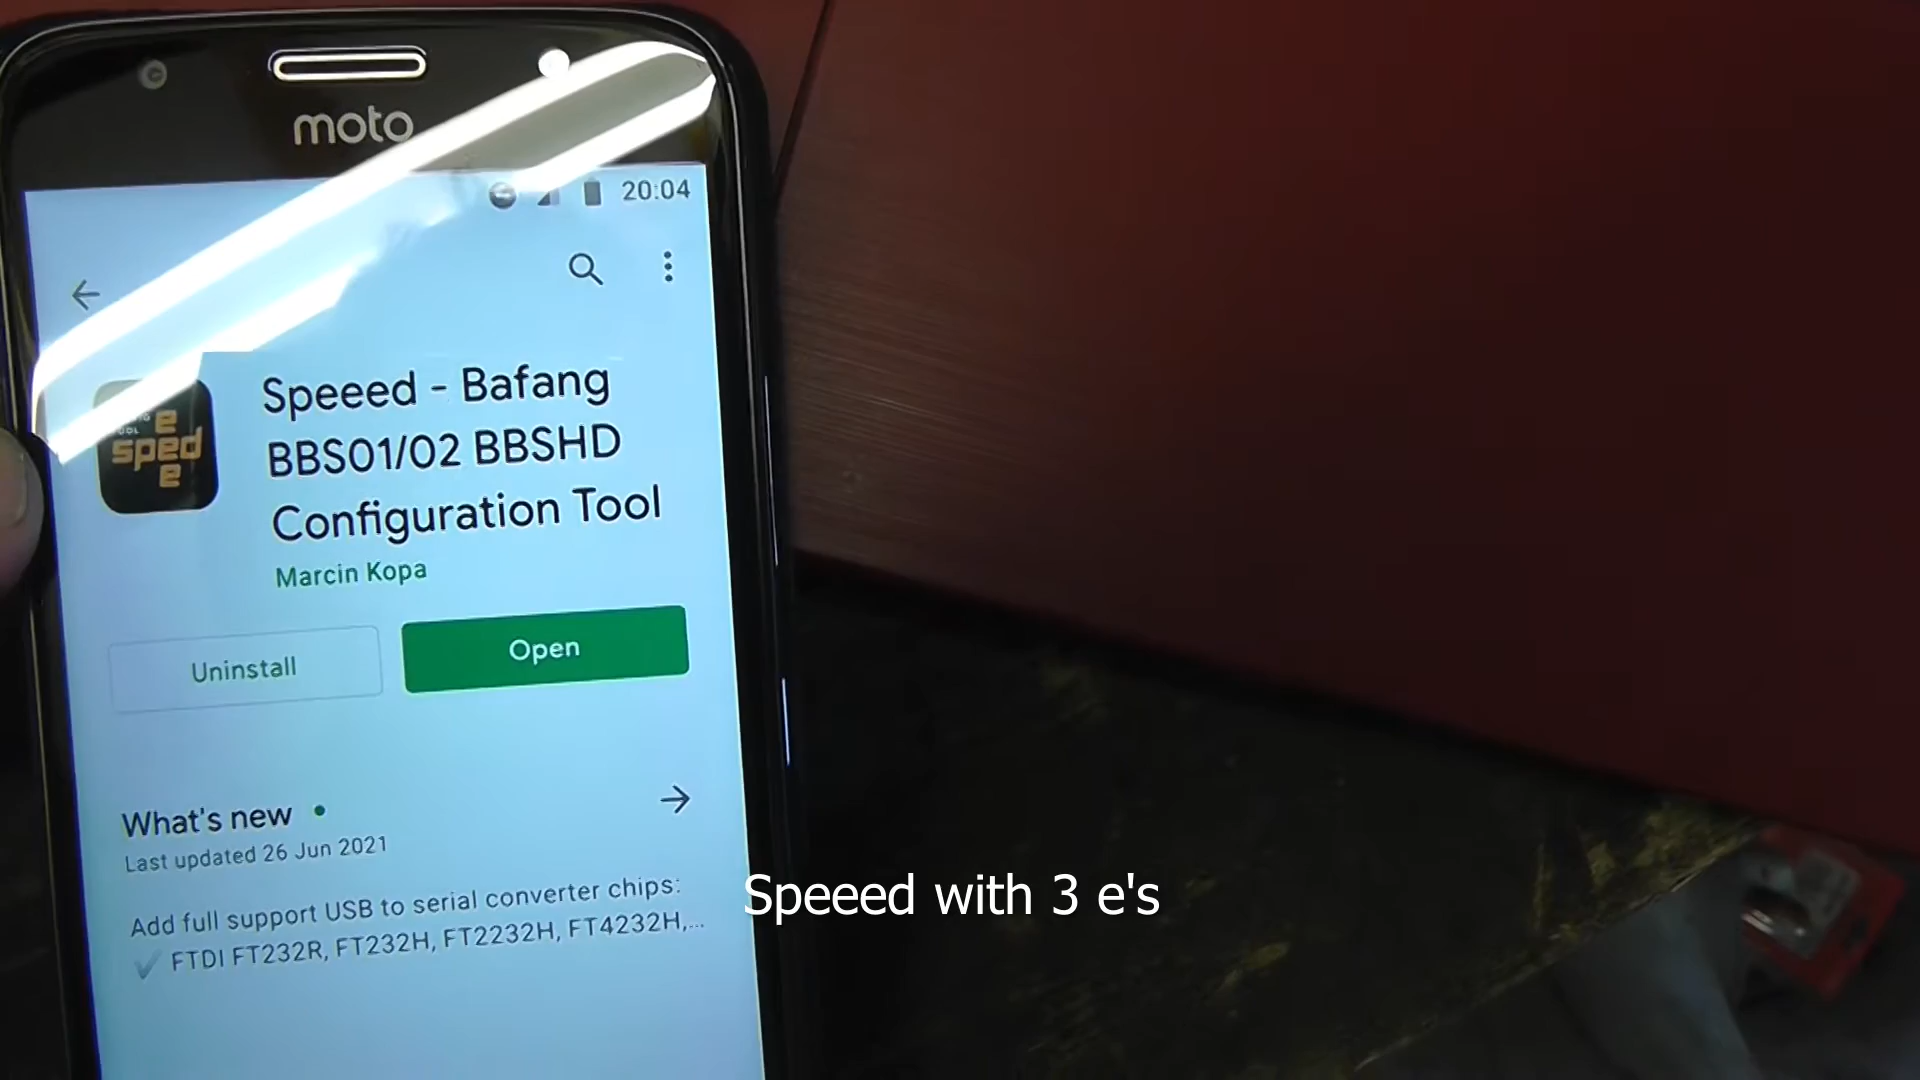 moto
20:04
Speeed - Bafang
BBS01/02 BBSHD
Configuration Tool
e
sped
e
Marcin Kopa
Uninstall
Open
What's new
Last updated 26 Jun 2021
Add full support USB to serial converter chips:
✓ FTDI FT232R, FT232H, FT2232H, FT4232H,...
Speeed with 3 e's